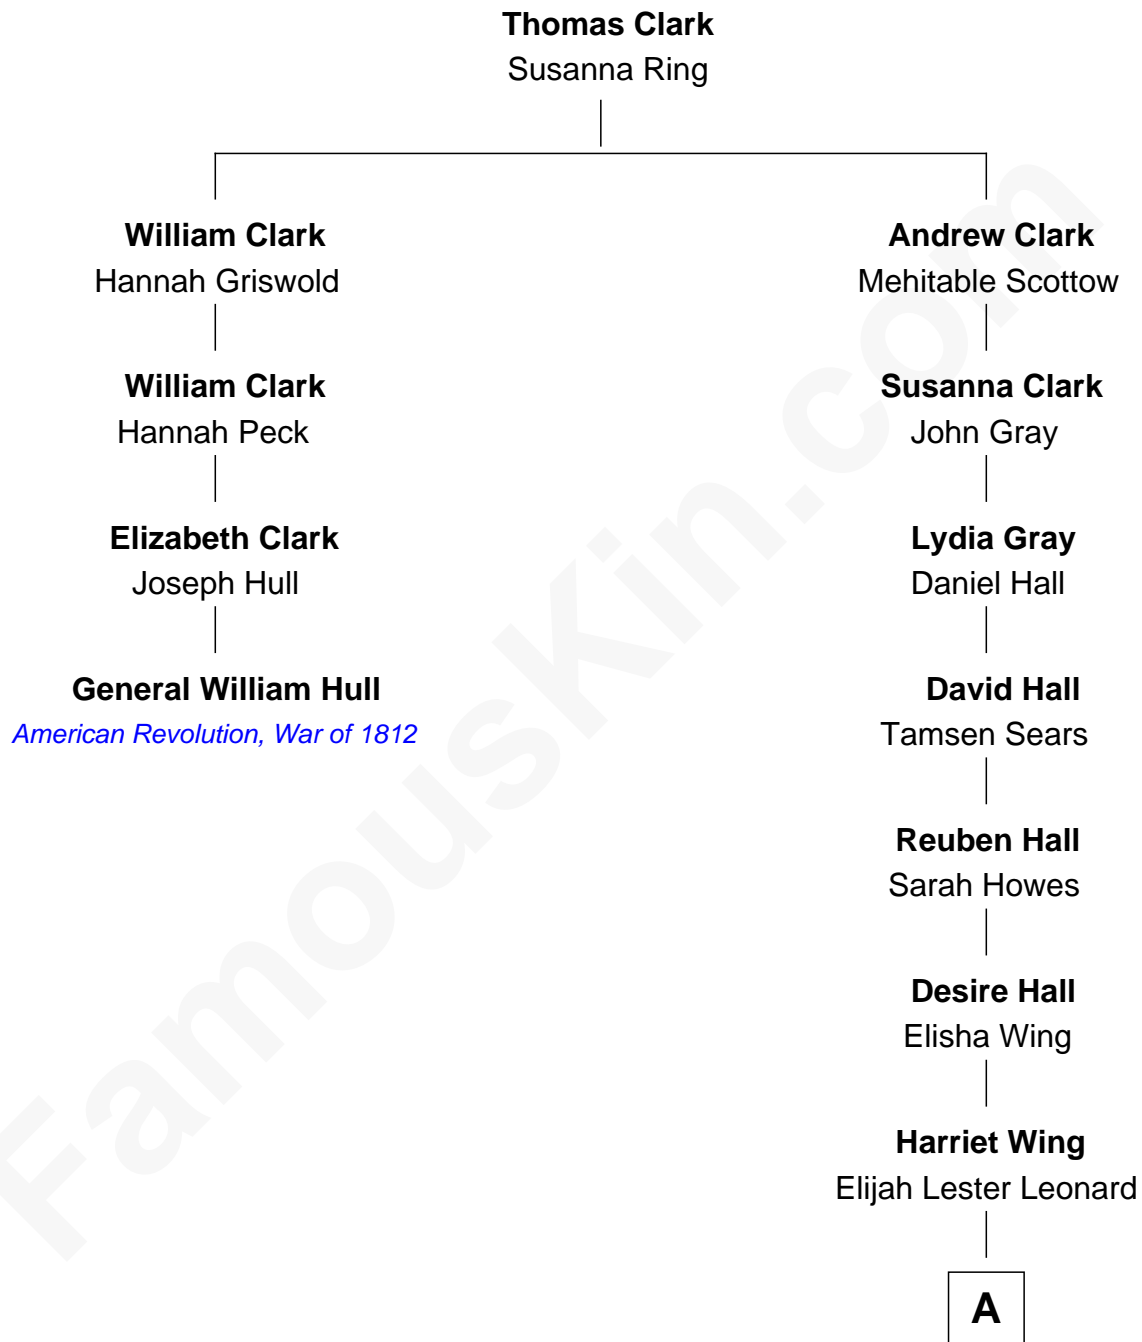 Thomas Clark
Susanna Ring
William Clark
Hannah Griswold
Andrew Clark
Mehitable Scottow
William Clark
Hannah Peck
Susanna Clark
John Gray
Elizabeth Clark
Joseph Hull
Lydia Gray
Daniel Hall
General William Hull
American Revolution, War of 1812
David Hall
Tamsen Sears
Reuben Hall
Sarah Howes
Desire Hall
Elisha Wing
Harriet Wing
Elijah Lester Leonard
A
FamousKin.com